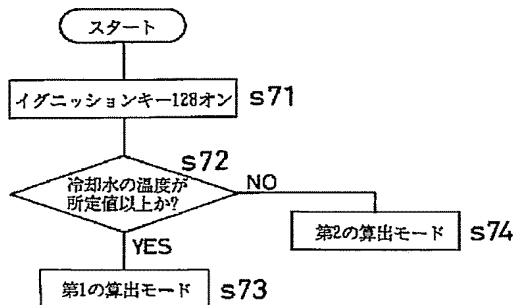 スタート
イグニッションキー128オン
s71
s72
冷却水の温度が
所定値以上か?
NO
YES
第2の算出モード
s74
第1の算出モード
s73